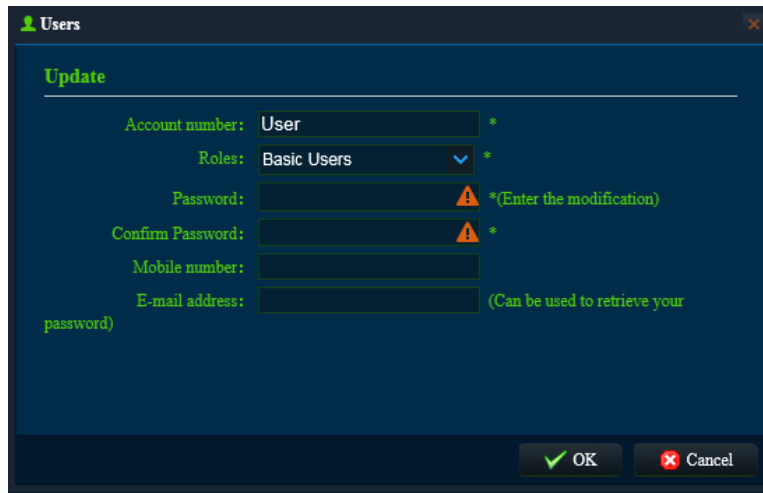 Users
Update
Account number: User *
Roles: Basic Users *
Password: *(Enter the modification)
Confirm Password: *
Mobile number:
E-mail address: (Can be used to retrieve your
password)
OK Cancel